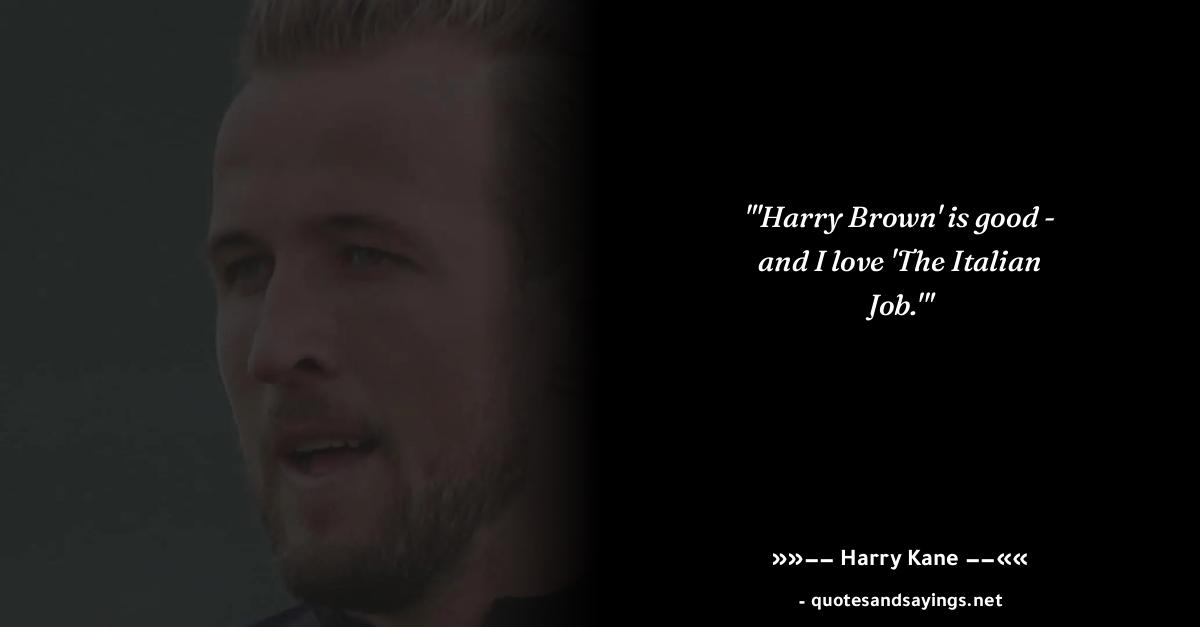 "'Harry Brown' is good -
and I love 'The Italian
Job.'"
»»−− Harry Kane −−««
- quotesandsayings.net